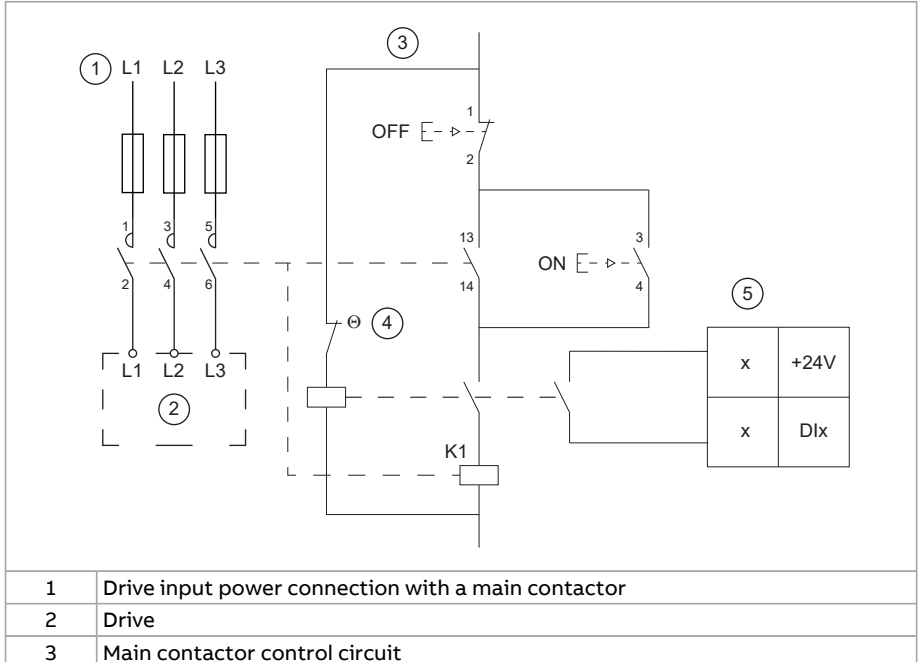 3
1 L1 L2 L3
1
OFF
2
1 3 5
13
3
ON
2 4 6
14
4
5
Θ 4
L1 L2 L3
x +24V
2
x DIx
K1
1 Drive input power connection with a main contactor
2 Drive
3 Main contactor control circuit